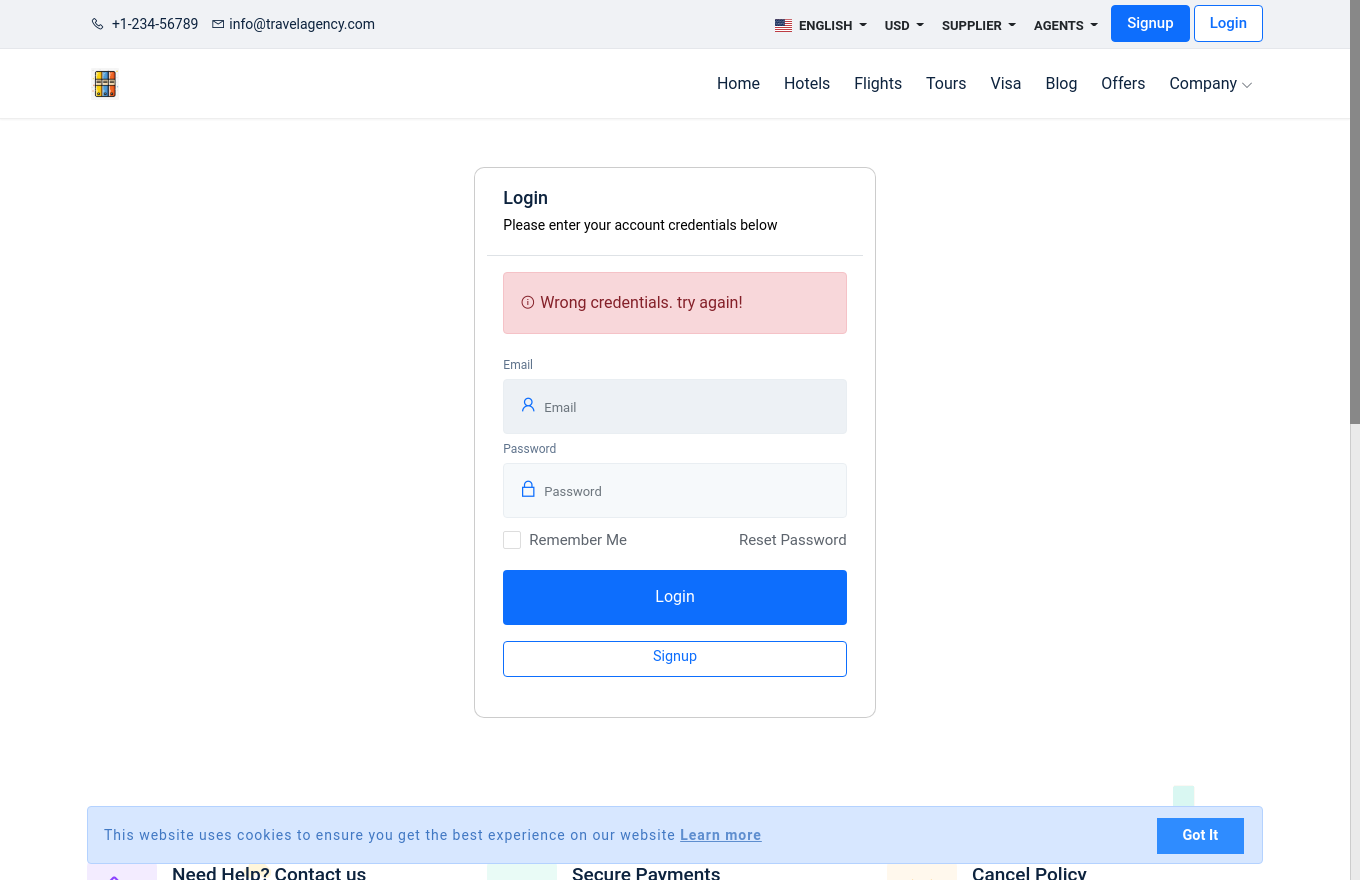 +1-234-56789 info@travelagency.com ENGLISH USD SUPPLIER AGENTS Signup Login
Home Hotels Flights Tours Visa Blog Offers Company
Login
Please enter your account credentials below
Wrong credentials. try again!
Email
Email
Password
Password
Remember Me Reset Password
Login
Signup
This website uses cookies to ensure you get the best experience on our website Learn more Got It
Need Help? Contact us Secure Payments Cancel Policy